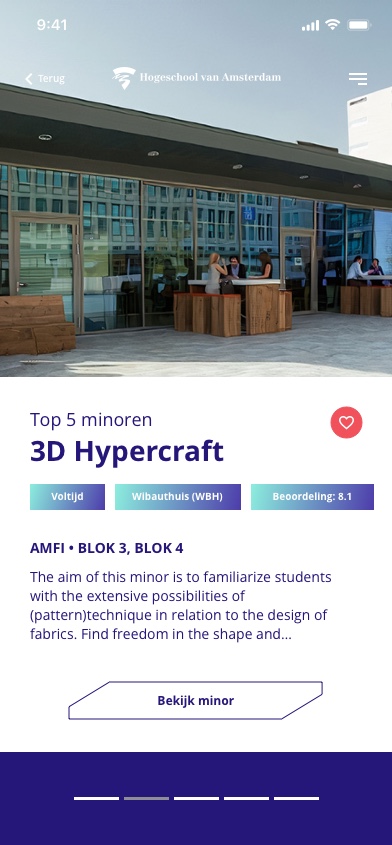 9:41
Terug
Hogeschool van Amsterdam
Top 5 minoren
3D Hypercraft
Voltijd
Wibauthuis (WBH)
Beoordeling: 8.1
AMFI • BLOK 3, BLOK 4
The aim of this minor is to familiarize students
with the extensive possibilities of
(pattern)technique in relation to the design of
fabrics. Find freedom in the shape and...
Bekijk minor